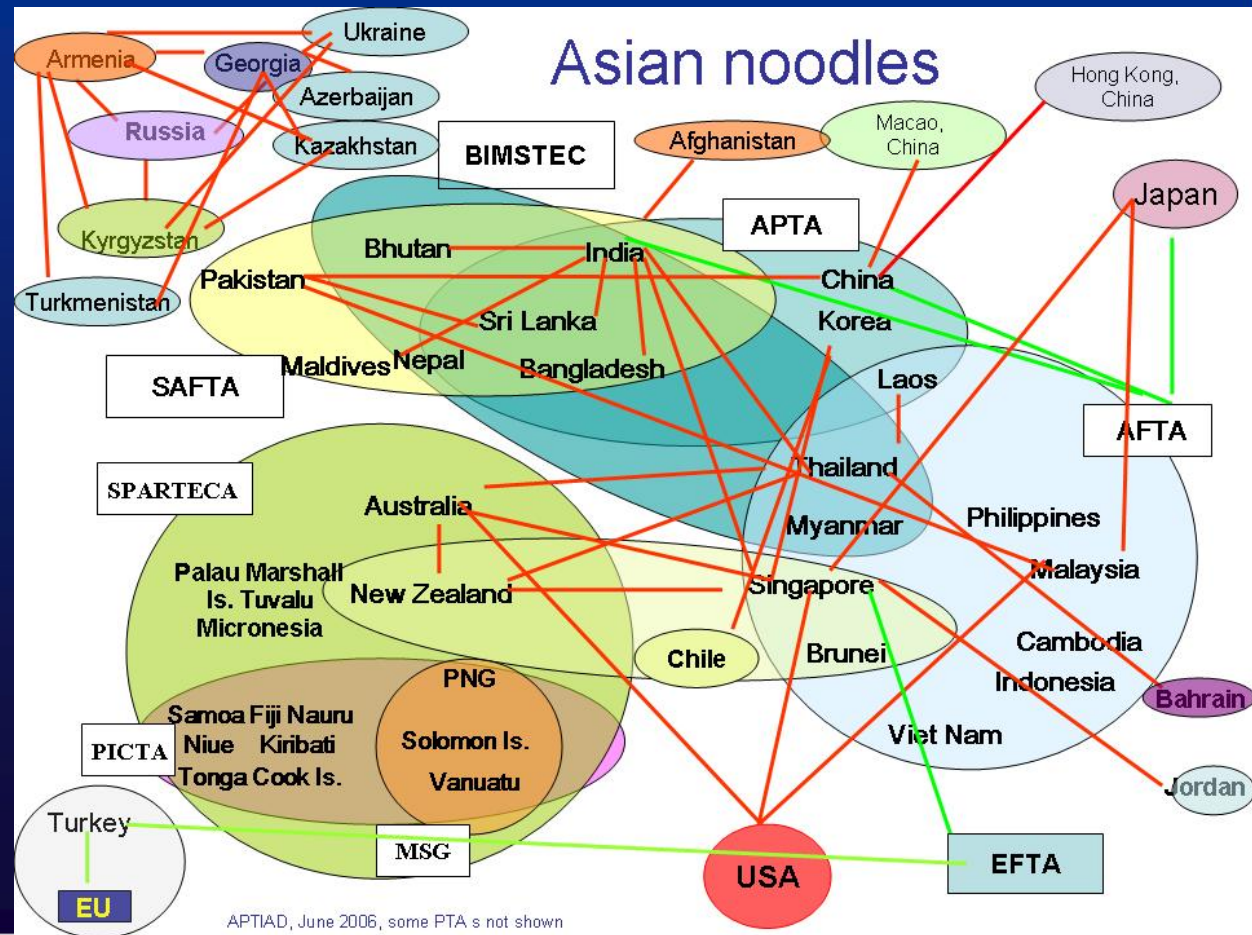 Asian noodles
Ukraine
Armenia
Georgia
Azerbaijan
Russia
Kazakhstan
Kyrgyzstan
Turkmenistan
BIMSTEC
Afghanistan
Macao,
China
Hong Kong,
China
Japan
APTA
Bhutan
India
Pakistan
China
Sri Lanka
Korea
Maldives
Nepal
Bangladesh
Laos
SAFTA
AFTA
SPARTECA
Thailand
Australia
Myanmar
Philippines
Palau Marshall
Is. Tuvalu
Micronesia
New Zealand
Singapore
Malaysia
Chile
Brunei
Cambodia
Indonesia
Bahrain
PNG
Samoa Fiji Nauru
Niue Kiribati
Tonga Cook Is.
Solomon Is.
Vanuatu
Viet Nam
PICTA
Jordan
Turkey
MSG
USA
EFTA
EU
APTIAD, June 2006, some PTA s not shown